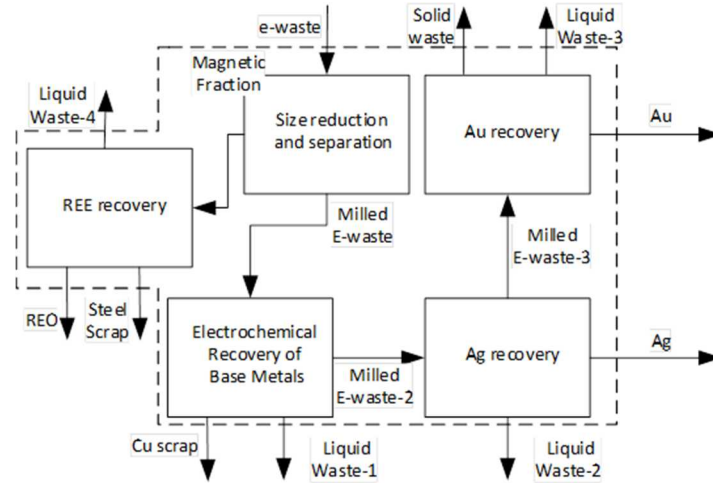 e-waste
Solid
waste
Liquid
Waste-3
Magnetic
Fraction
Liquid
Waste-4
Size reduction
and separation
Au recovery
Au
REE recovery
Milled
E-waste
Milled
E-waste-3
REO
Steel
Scrap
Electrochemical
Recovery of
Base Metals
Milled
E-waste-2
Ag recovery
Ag
Cu scrap
Liquid
Waste-1
Liquid
Waste-2